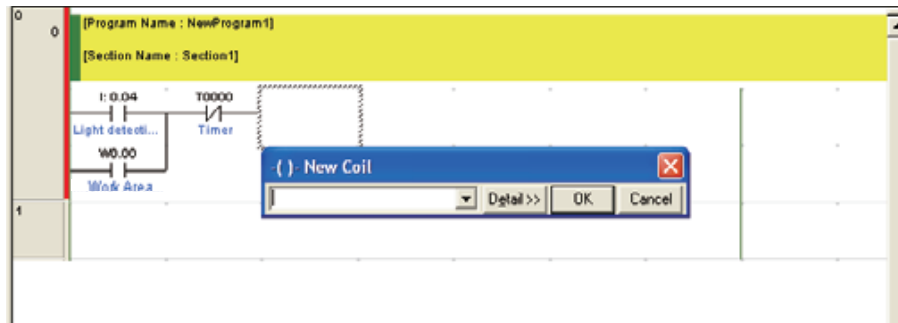 0
0
[Program Name : NewProgram1]
[Section Name : Section1]
I: 0.04
T0000
Light detecti...
Timer
W0.00
Work Area
-( )- New Coil
Detail >>
OK
Cancel
1